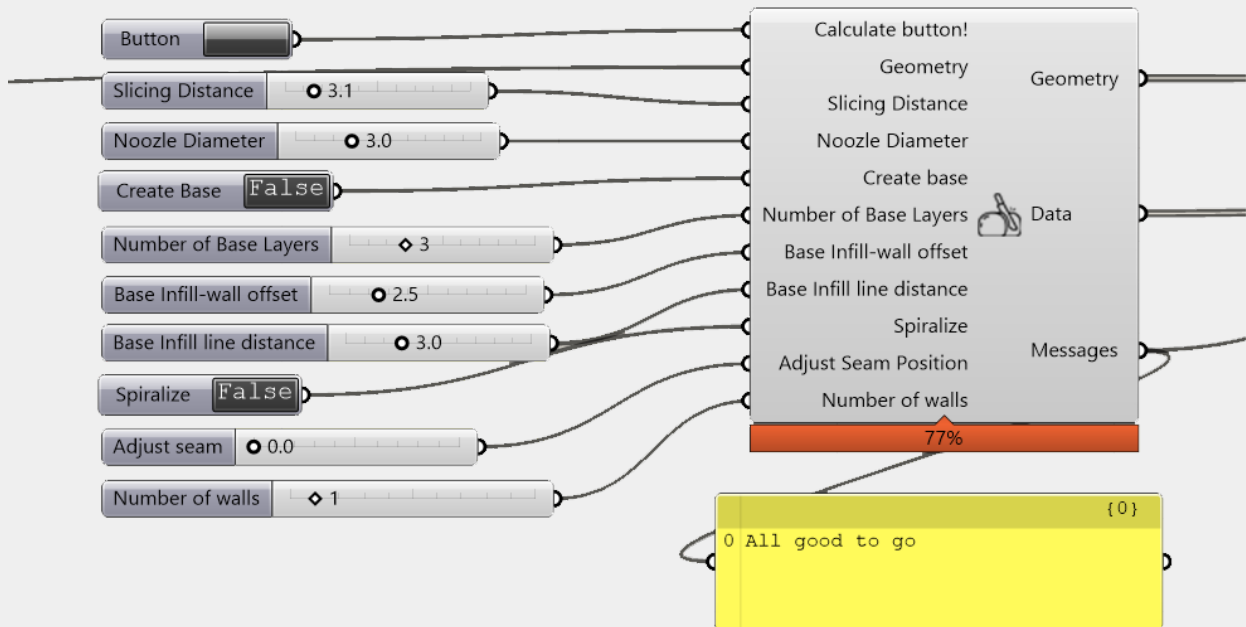 Button
Slicing Distance 3.1
Noozle Diameter 3.0
Create Base False
Number of Base Layers 3
Base Infill-wall offset 2.5
Base Infill line distance 3.0
Spiralize False
Adjust seam 0.0
Number of walls 1
Calculate button!
Geometry
Slicing Distance
Noozle Diameter
Create base
Number of Base Layers
Base Infill-wall offset
Base Infill line distance
Spiralize
Adjust Seam Position
Number of walls
Geometry
Data
Messages
77%
{0}
0 All good to go